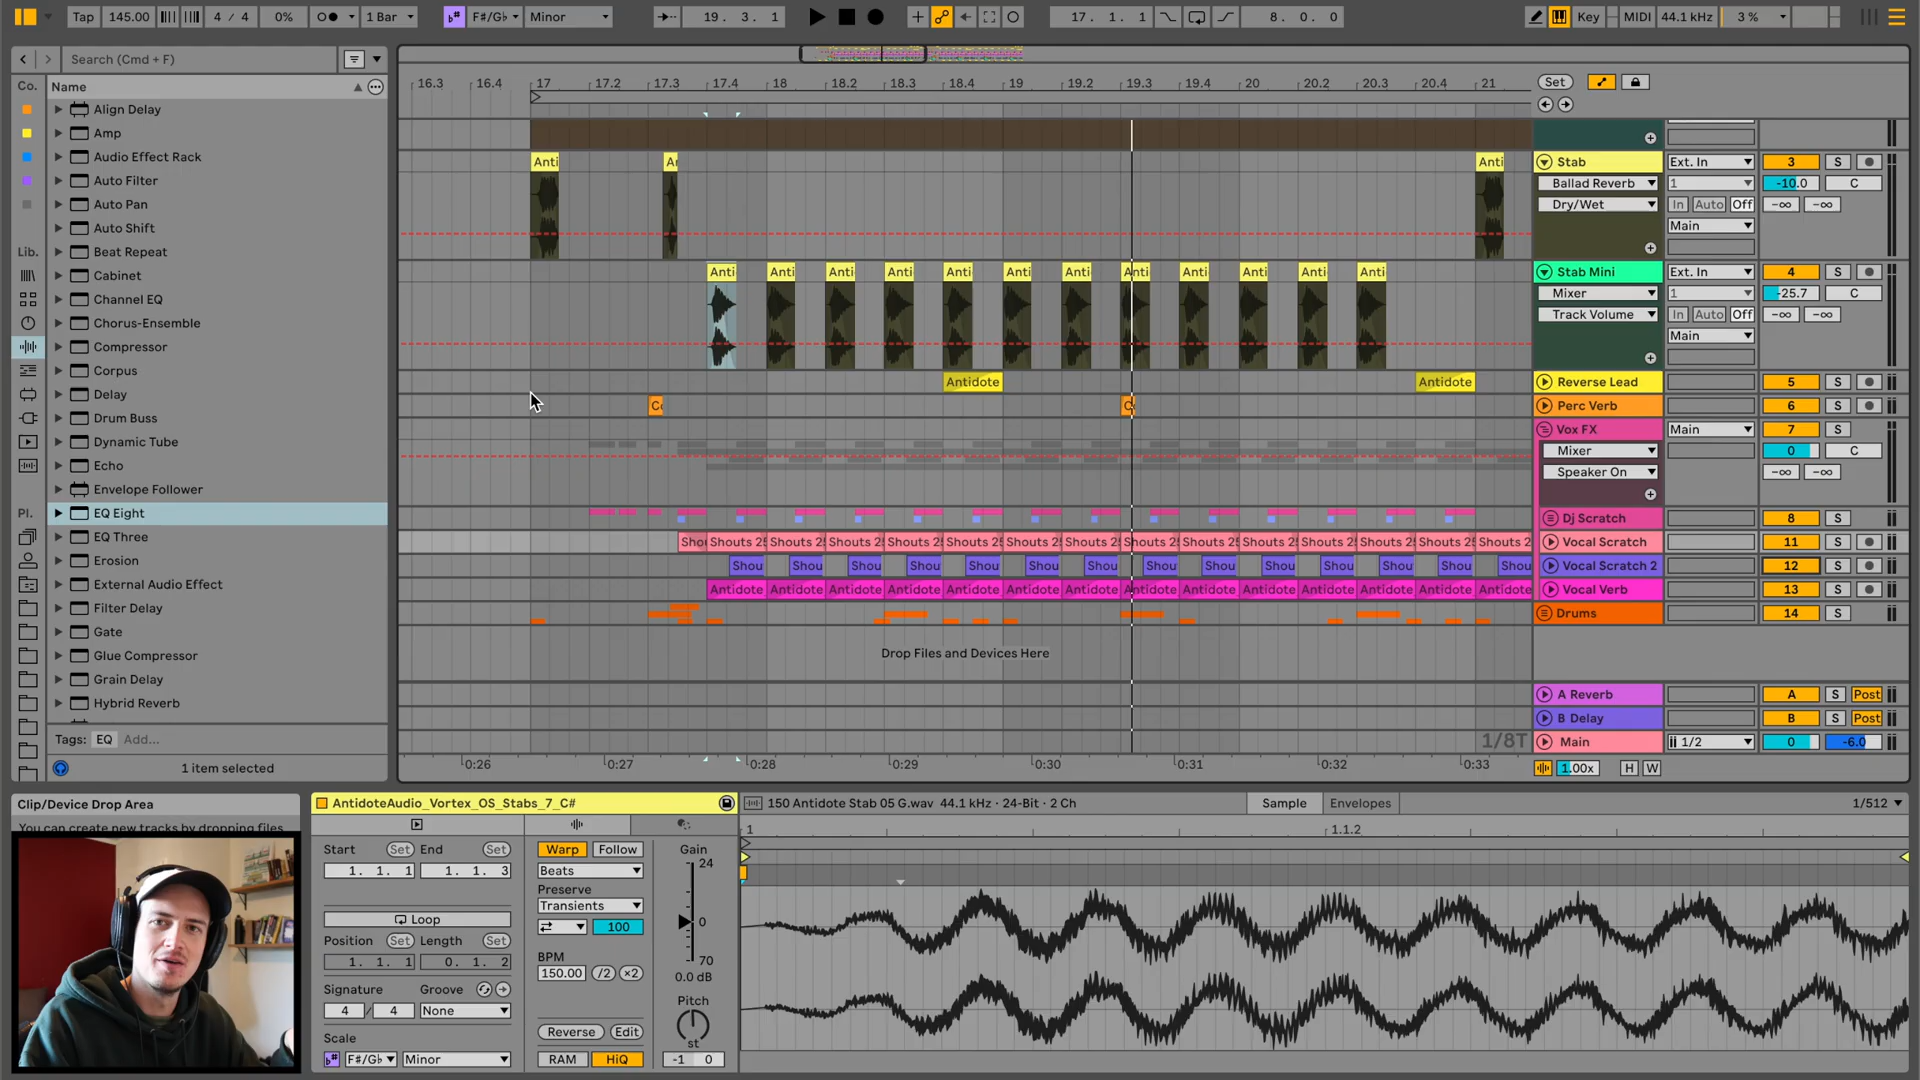 Tap 145.00 4 / 4 0% 1 Bar F#/G♭ Minor 19. 3. 1 17. 1. 1 8. 0. 0 Key MIDI 44.1 kHz 3 %
Search (Cmd + F)
Co. Name
Align Delay
Amp
Audio Effect Rack
Auto Filter
Auto Pan
Auto Shift
Lib. Beat Repeat
Cabinet
Channel EQ
Chorus-Ensemble
Compressor
Corpus
Delay
Drum Buss
Dynamic Tube
Echo
Envelope Follower
Pl. EQ Eight
EQ Three
Erosion
External Audio Effect
Filter Delay
Gate
Glue Compressor
Grain Delay
Hybrid Reverb
Tags: EQ Add...
1 item selected
16.3 16.4 17 17.2 17.3 17.4 18 18.2 18.3 18.4 19 19.2 19.3 19.4 20 20.2 20.3 20.4 21
Set
Anti Anti
Stab Ext. In 3 S
Ballad Reverb 1 -10.0 C
Dry/Wet In Auto Off -∞ -∞
Main
Anti Anti Anti Anti Anti Anti Anti Anti Anti Anti Anti Anti
Stab Mini Ext. In 4 S
Mixer 1 -25.7 C
Track Volume In Auto Off -∞ -∞
Main
Antidote Antidote Reverse Lead 5 S
Perc Verb 6 S
Vox FX Main 7 S
Mixer 0 C
Speaker On -∞ -∞
Dj Scratch 8 S
Shou Shouts 2 Shouts 2 Shouts 2 Shouts 2 Shouts 2 Shouts 2 Shouts 2 Shouts 2 Shouts 2 Shouts 2 Shouts 2 Shouts 2 Shouts 2 Shouts 2 Vocal Scratch 11 S
Shou Shou Shou Shou Shou Shou Shou Shou Shou Shou Shou Shou Shou Shou Vocal Scratch 2 12 S
Antidote Antidote Antidote Antidote Antidote Antidote Antidote Antidote Antidote Antidote Antidote Antidote Antidote Antidote Vocal Verb 13 S
Drums 14 S
Drop Files and Devices Here
A Reverb A S Post
B Delay B S Post
1/8T Main 1/2 0 -6.0
0:26 0:27 0:28 0:29 0:30 0:31 0:32 0:33 1.00x H W
Clip/Device Drop Area
You can create new tracks by dropping files
AntidoteAudio_Vortex_OS_Stabs_7_C#
Start Set End Set
1. 1. 1 1. 1. 3
Loop
Position Set Length Set
1. 1. 1 0. 1. 2
Signature Groove
4 / 4 None
Scale
F#/G♭ Minor
Warp Follow
Beats
Preserve
Transients
100
BPM
150.00 /2 ×2
Reverse Edit
RAM HiQ
Gain
24
0
70
0.0 dB
Pitch
st
-1 0
150 Antidote Stab 05 G.wav 44.1 kHz · 24-Bit · 2 Ch Sample Envelopes 1/512
1 1.1.2